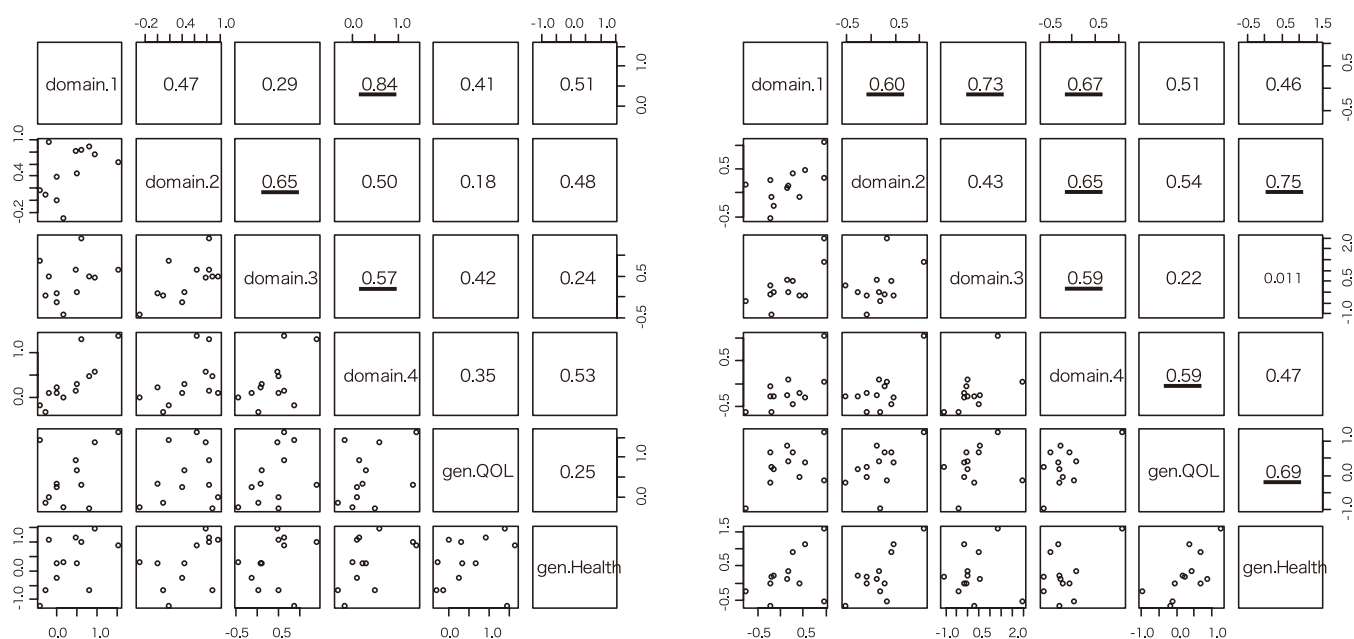 -0.2 0.4 1.0
0.0 1.0
-1.0 0.0 1.0
domain.1 0.47 0.29 0.84 0.41 0.51
0.0 1.0
domain.2 0.65 0.50 0.18 0.48
-0.2 0.4 1.0
domain.3 0.57 0.42 0.24
-0.5 0.5
domain.4 0.35 0.53
0.0 1.0
gen.QOL 0.25
0.0 1.0
gen.Health
-1.0 0.0 1.0
0.0 1.0
-0.5 0.5
0.0 1.0
-0.5 0.5
-0.5 0.5
-1.0 0.0 1.5
domain.1 0.60 0.73 0.67 0.51 0.46
-0.5 0.5
domain.2 0.43 0.65 0.54 0.75
-0.5 0.5
domain.3 0.59 0.22 0.011
-1.0 0.5 2.0
domain.4 0.59 0.47
-0.5 0.5
gen.QOL 0.69
-1.0 0.0 1.0
gen.Health
-1.0 0.0 1.5
-0.5 0.5
-1.0 0.5 2.0
-1.0 0.0 1.0